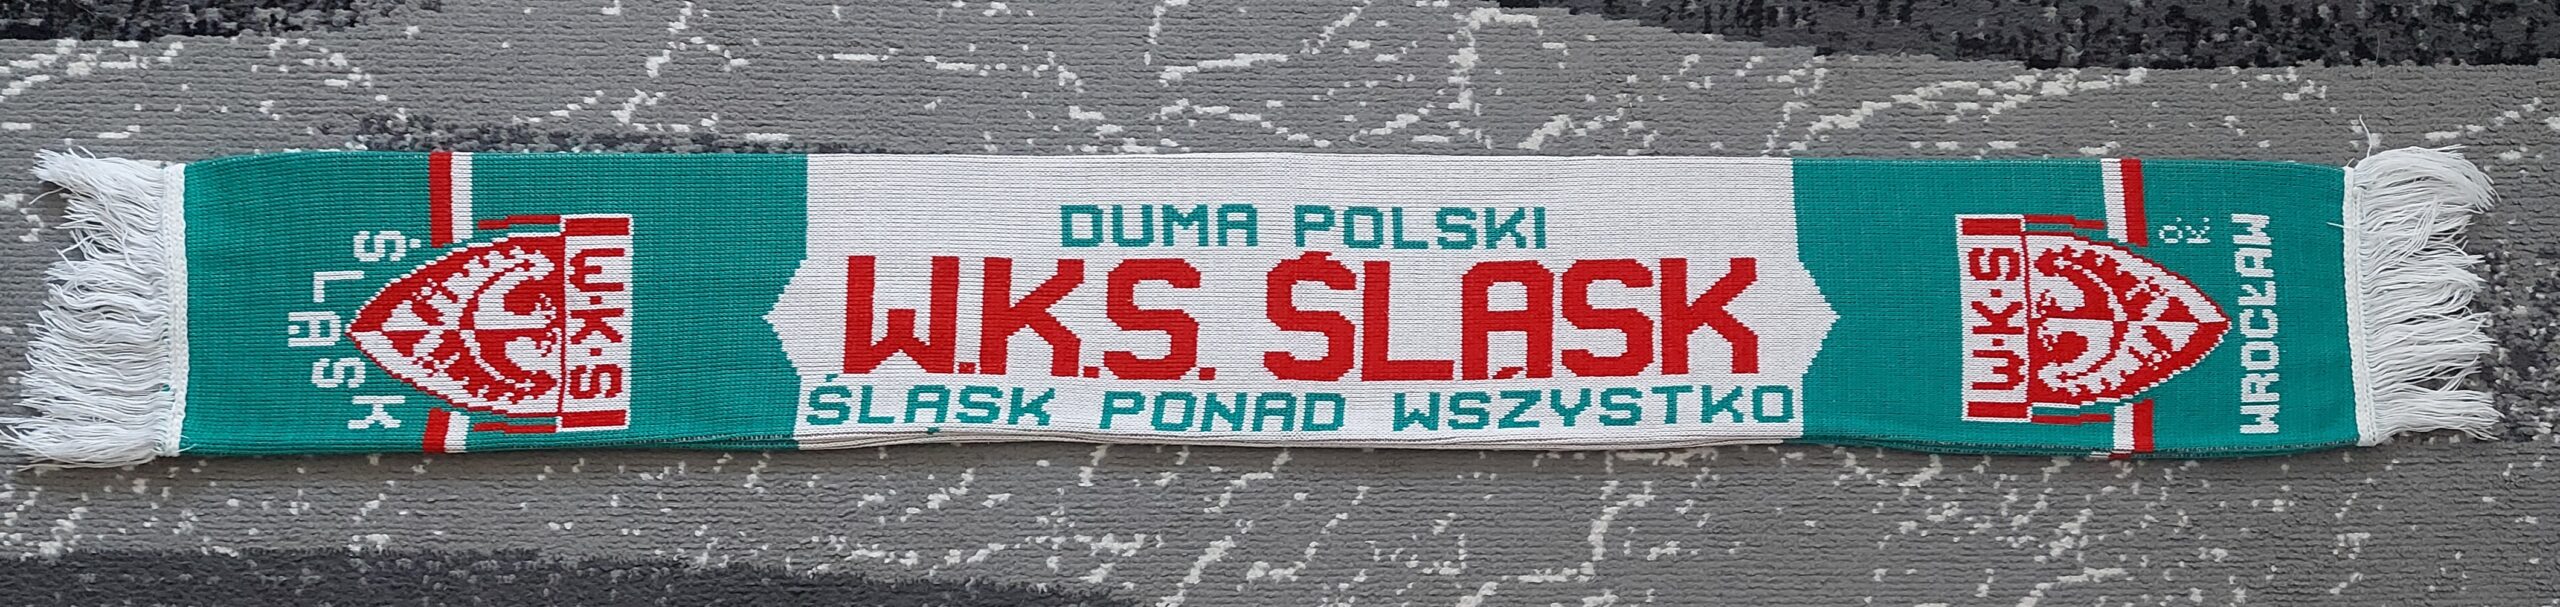 ŚLĄSK
W·K·S
DUMA POLSKI
W.K.S. ŚLĄSK
ŚLĄSK PONAD WSZYSTKO
W·K·S
O.K.
WROCŁAW